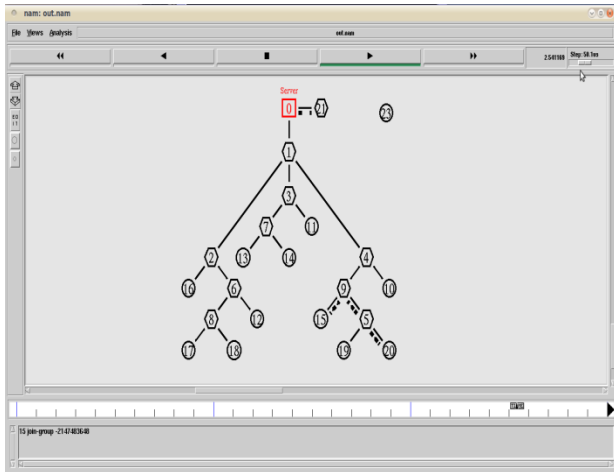 nam: out.nam
File Views Analysis out.nam
2.541169 Step: 50.1ms
Server
0 21 23
1
3
7 11
2 13 14 4
16 6 9 10
8 12 15 5
17 18 19 20
15 join-group -2147483648